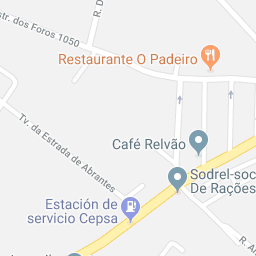 str. dos Foros 1050
R. D
Restaurante O Padeiro
Café Relvão
Tv. da Estrada de Abrantes
Sodrel-soc
De Rações
Estación de
servicio Cepsa
R. A